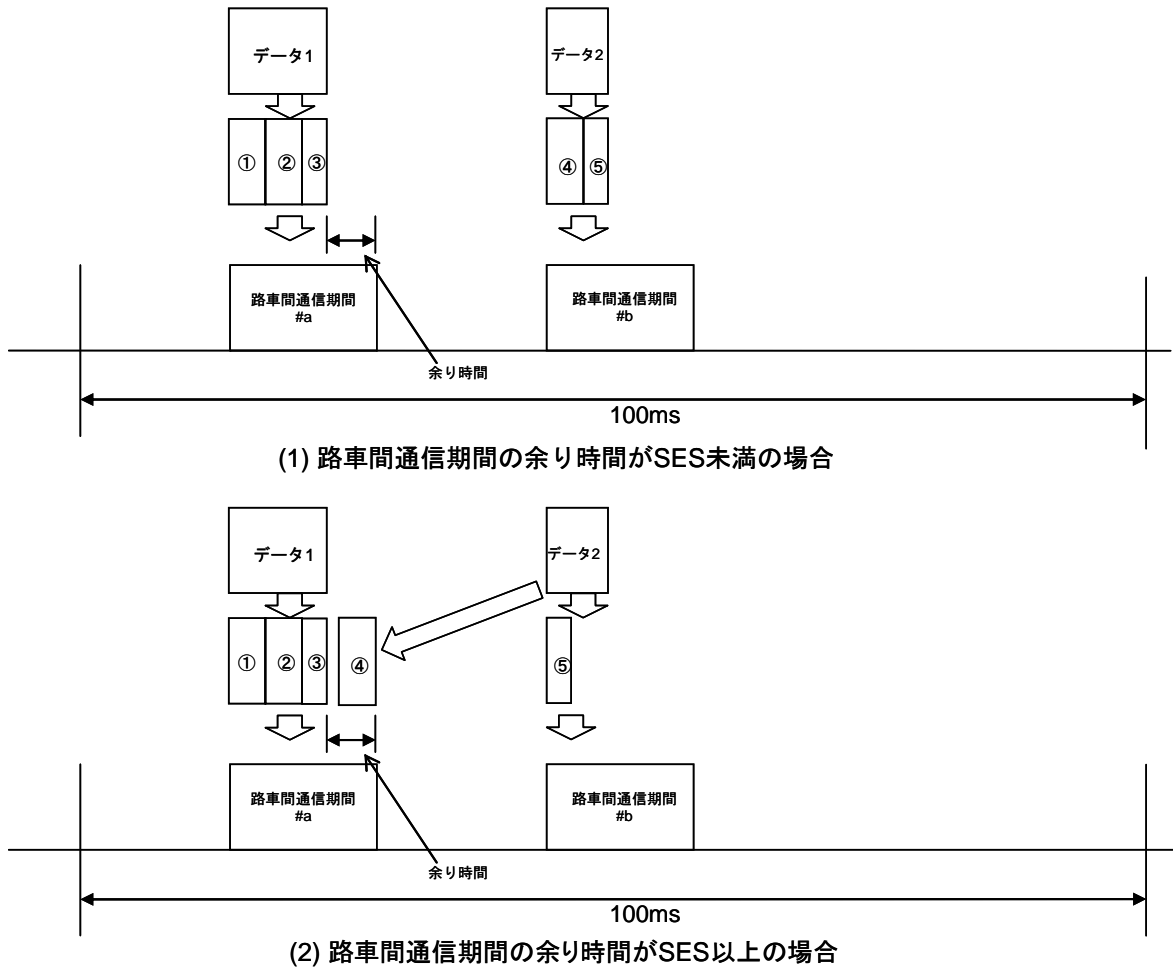 データ1
データ2
① ② ③
④ ⑤
路車間通信期間
#a
路車間通信期間
#b
余り時間
100ms
(1) 路車間通信期間の余り時間がSES未満の場合
データ1
データ2
① ② ③ ④
⑤
路車間通信期間
#a
路車間通信期間
#b
余り時間
100ms
(2) 路車間通信期間の余り時間がSES以上の場合